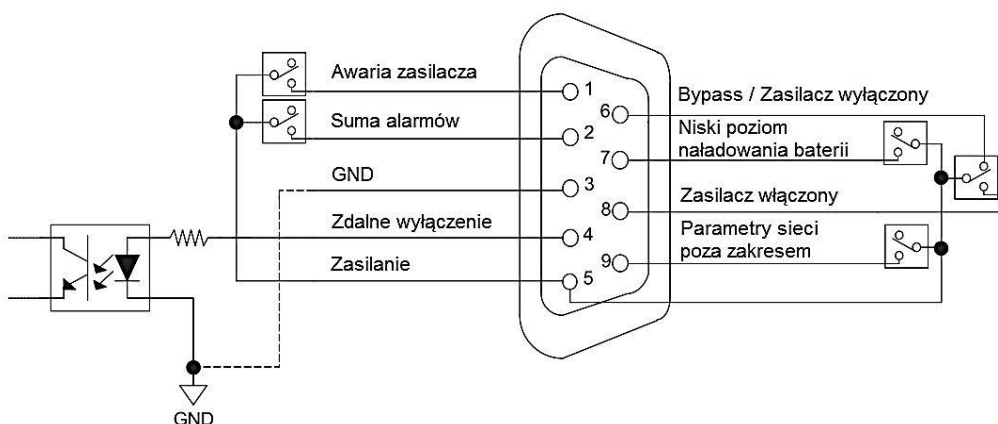 Awaria zasilacza
Suma alarmów
GND
Zdalne wyłączenie
Zasilanie
1
2
3
4
5
6
7
8
9
Bypass / Zasilacz wyłączony
Niski poziom
naładowania baterii
Zasilacz włączony
Parametry sieci
poza zakresem
GND